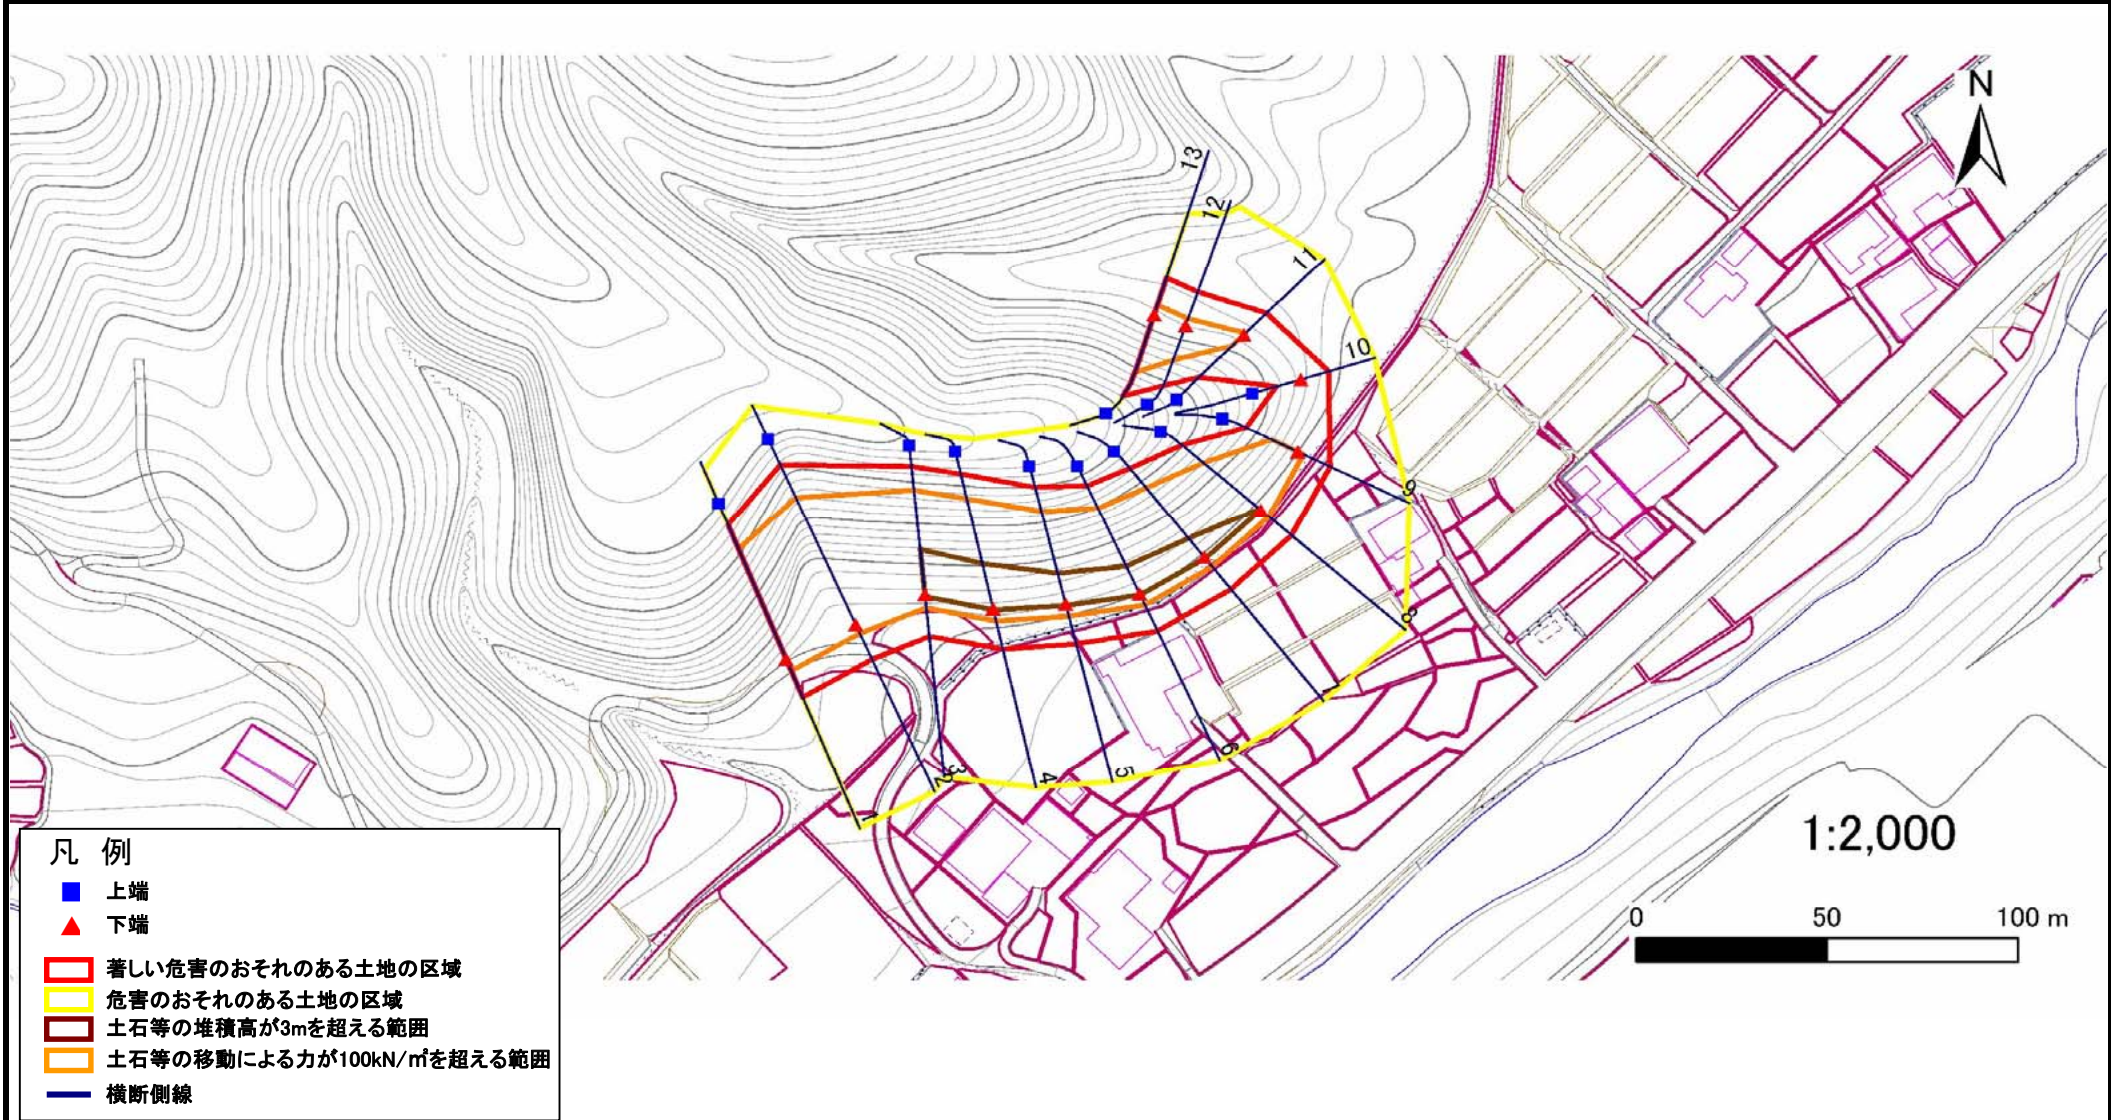 N
13
12
11
10
9
8
7
6
5
4
3
2
1
1:2,000
0 50 100 m
凡 例
上端
下端
著しい危害のおそれのある土地の区域
危害のおそれのある土地の区域
土石等の堆積高が3mを超える範囲
土石等の移動による力が100kN/㎡を超える範囲
横断側線